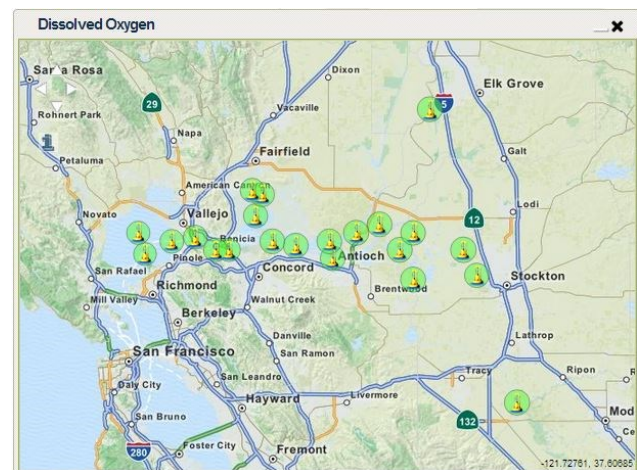 Dissolved Oxygen
Santa Rosa
Dixon
Elk Grove
5
29
Rohnert Park
Vacaville
Napa
Galt
Petaluma
Fairfield
American Canyon
Novato
Vallejo
12
Lodi
Benicia
San Rafael
Pinole
Antioch
Concord
Stockton
Mill Valley
Richmond
Brentwood
Walnut Creek
Berkeley
Danville
Lathrop
San Francisco
San Ramon
Daly City
San Leandro
Tracy
Ripon
R
Hayward
Livermore
San Bruno
132
Mod
280
Foster City
Fremont
Ce
-121.72761, 37.60685